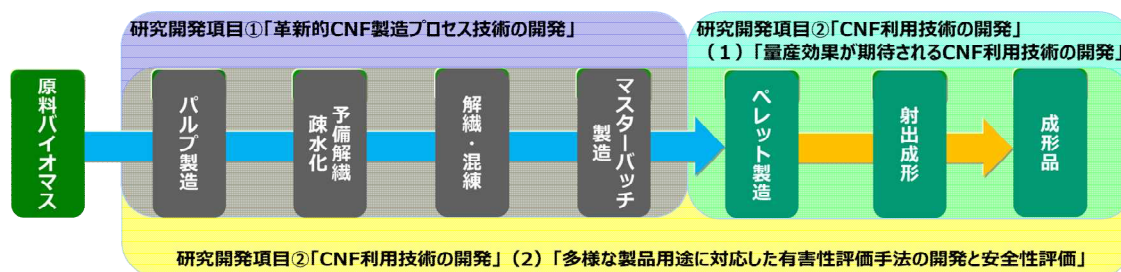 研究開発項目①「革新的CNF製造プロセス技術の開発」
研究開発項目②「CNF利用技術の開発」
（１）「量産効果が期待されるCNF利用技術の開発」
原料バイオマス
パルプ製造
予備解繊
疎水化
解繊・混練
マスターバッチ
製造
ペレット製造
射出成形
成形品
研究開発項目②「CNF利用技術の開発」（２）「多様な製品用途に対応した有害性評価手法の開発と安全性評価」